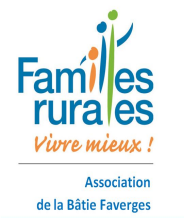 Familles
rurales
Vivre mieux !
Association
de la Bâtie Faverges